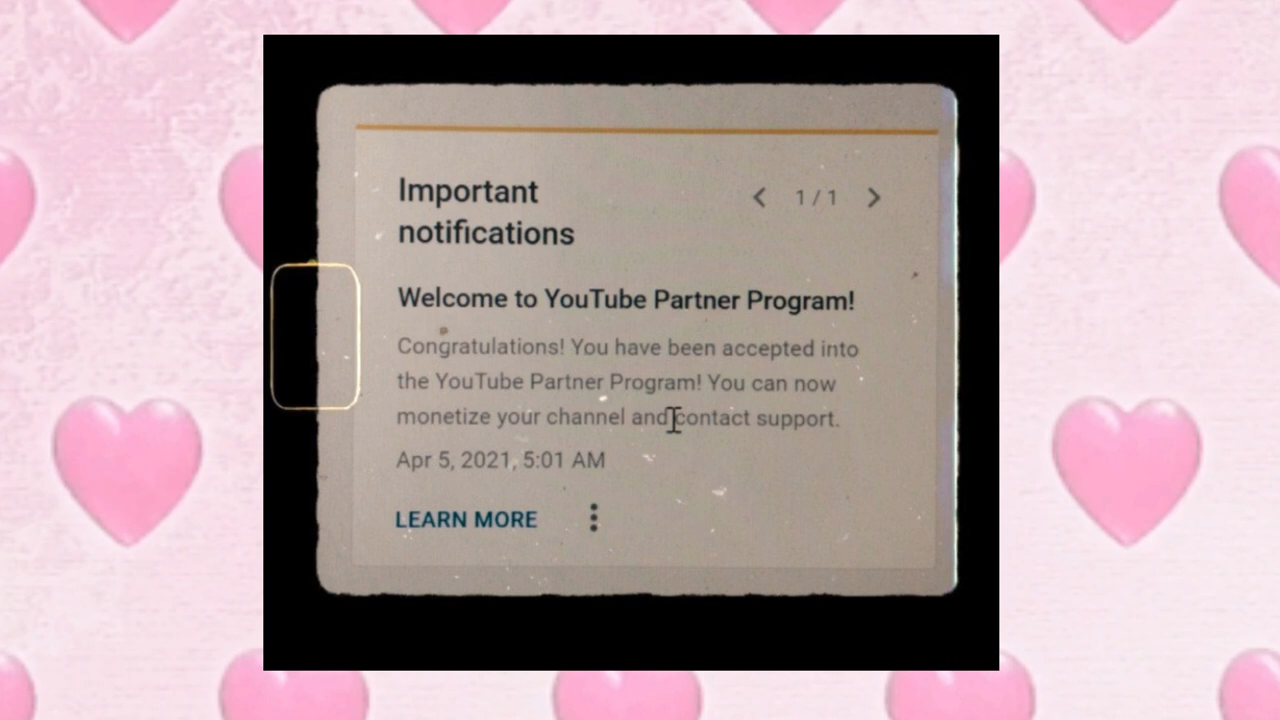 Important
notifications
1 / 1
Welcome to YouTube Partner Program!
Congratulations! You have been accepted into
the YouTube Partner Program! You can now
monetize your channel and contact support.
Apr 5, 2021, 5:01 AM
LEARN MORE